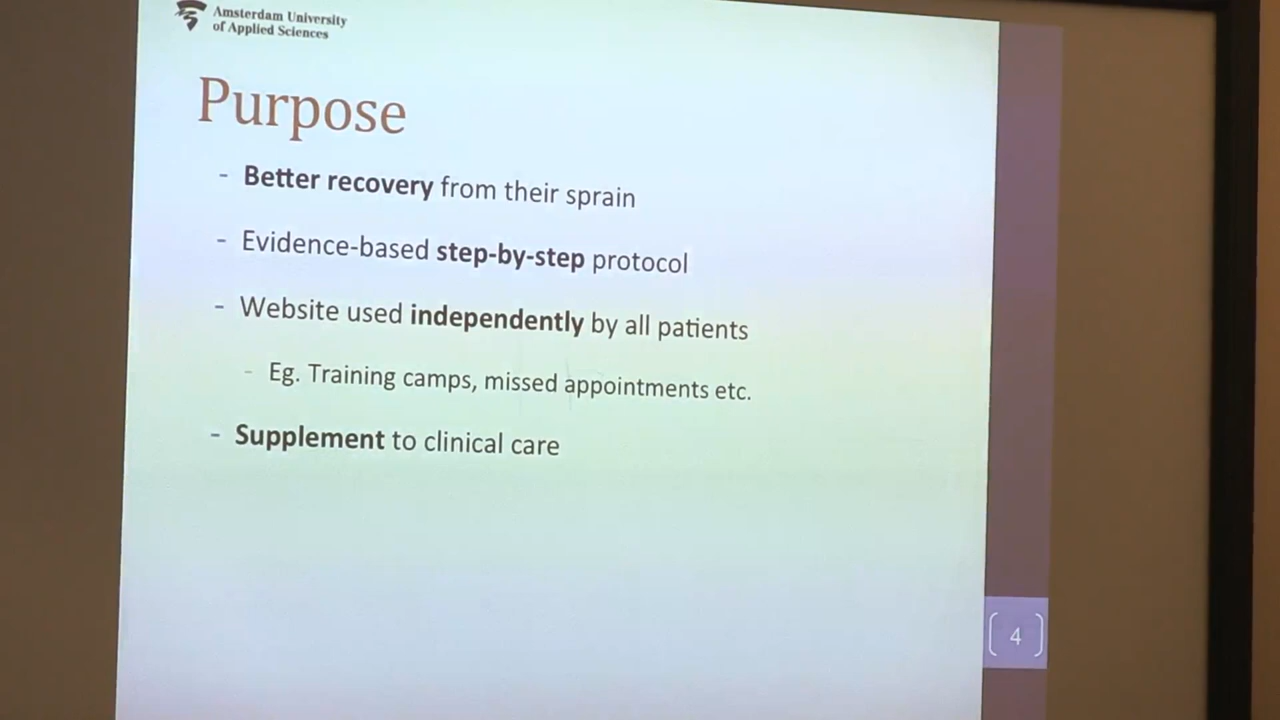 Amsterdam University
of Applied Sciences
Purpose
- Better recovery from their sprain
- Evidence-based step-by-step protocol
- Website used independently by all patients
- Eg. Training camps, missed appointments etc.
- Supplement to clinical care
[ 4 ]